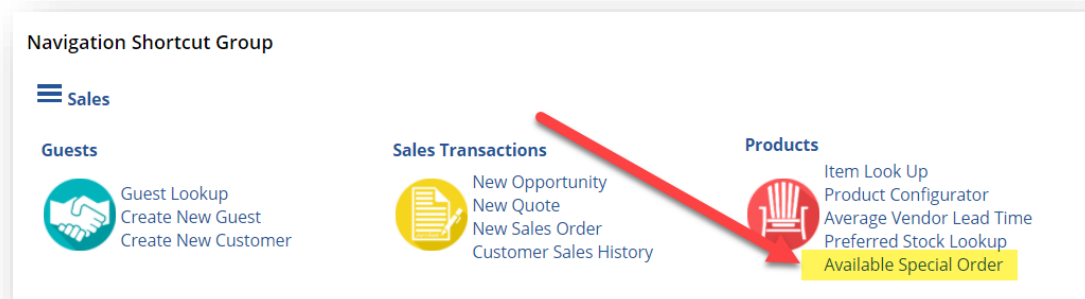 Navigation Shortcut Group
Sales
Guests
Guest Lookup
Create New Guest
Create New Customer
Sales Transactions
New Opportunity
New Quote
New Sales Order
Customer Sales History
Products
Item Look Up
Product Configurator
Average Vendor Lead Time
Preferred Stock Lookup
Available Special Order